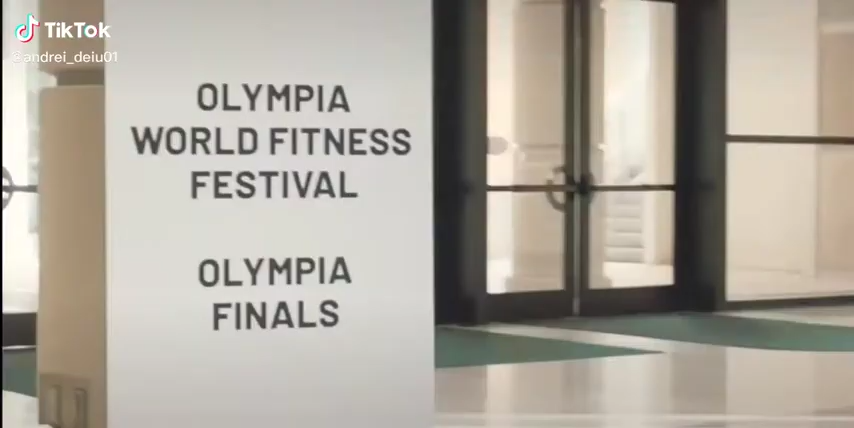 TikTok
@andrei_deiu01
OLYMPIA
WORLD FITNESS
FESTIVAL
OLYMPIA
FINALS